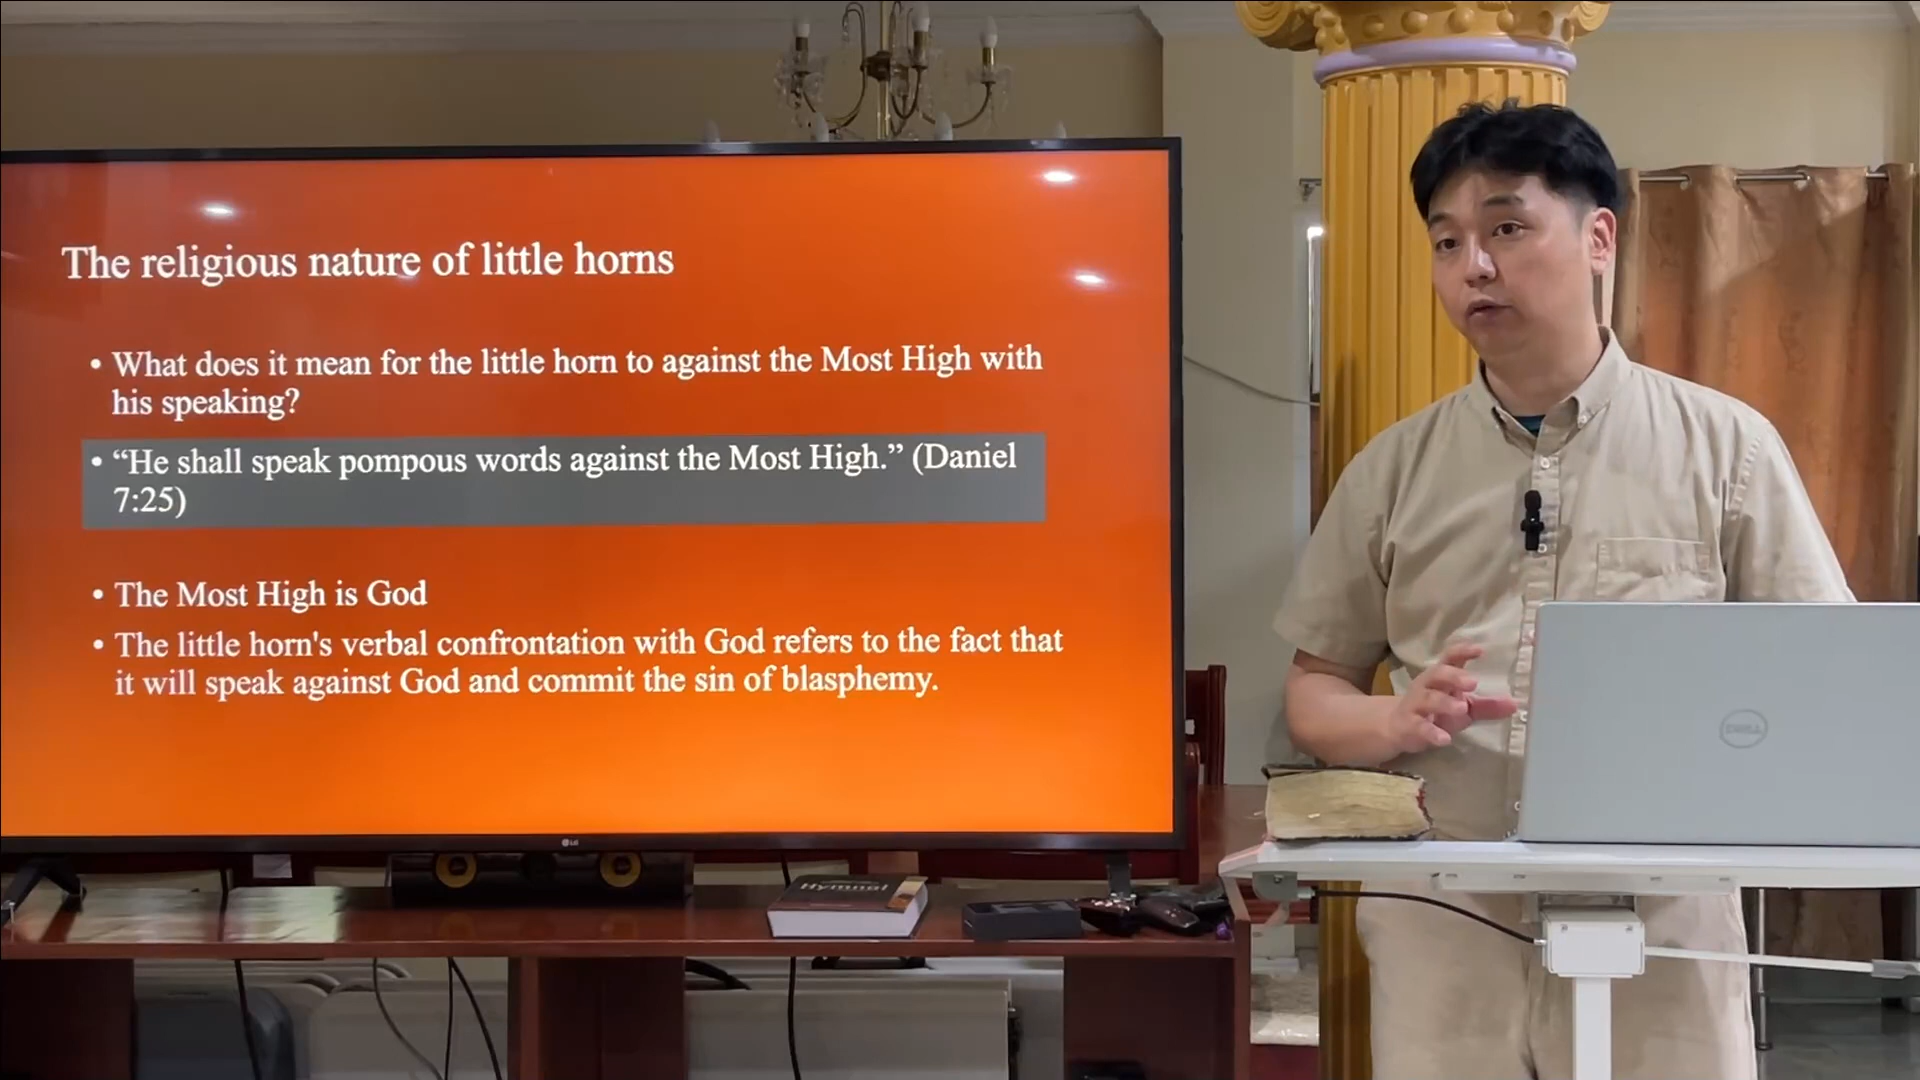 The religious nature of little horns
• What does it mean for the little horn to against the Most High with
his speaking?
• “He shall speak pompous words against the Most High.” (Daniel
7:25)
• The Most High is God
• The little horn's verbal confrontation with God refers to the fact that
it will speak against God and commit the sin of blasphemy.
LG
Hymnal
DELL